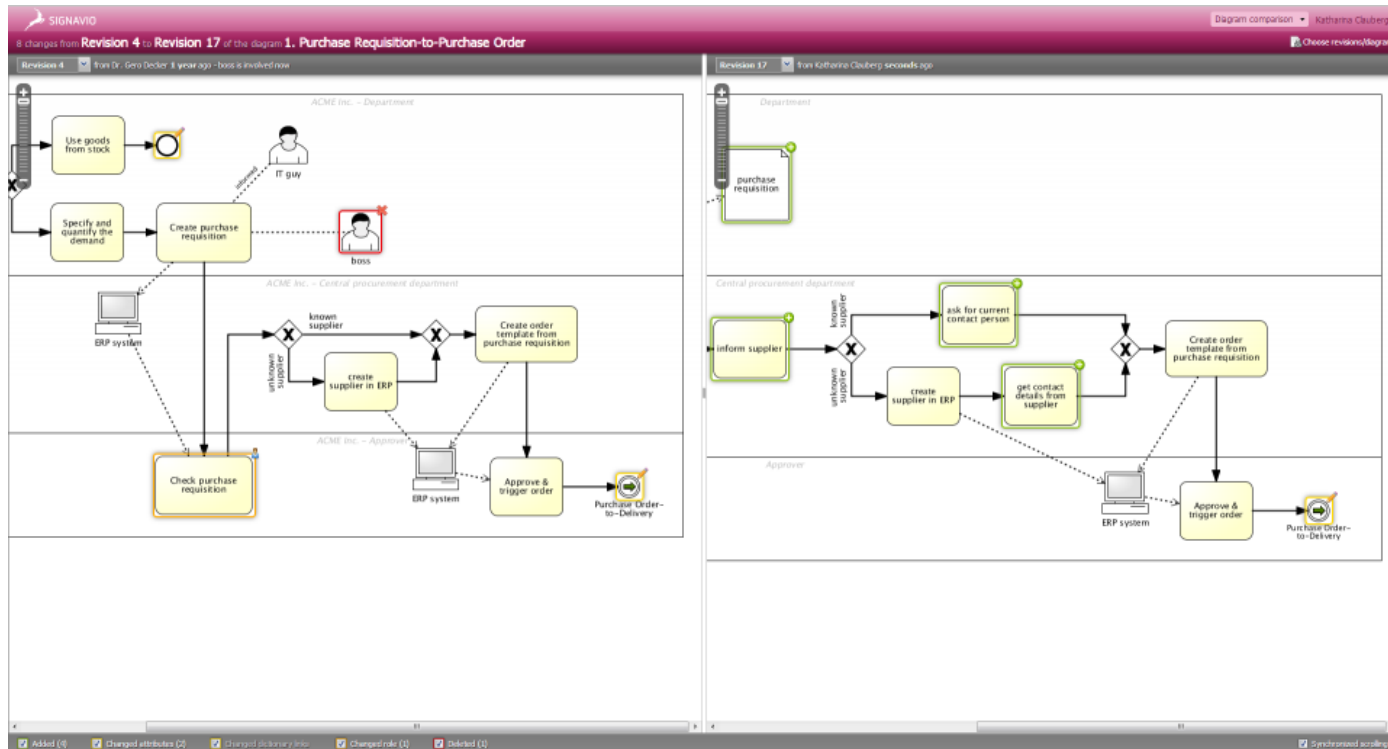 SIGNAVIO
Diagram comparison
Katharina Clauberg
8 changes from Revision 4 to Revision 17 of the diagram 1. Purchase Requisition-to-Purchase Order
Choose revisions/diagram
Revision 4
from Dr. Gero Decker 1 year ago - boss is involved now
Revision 17
from Katharina Clauberg seconds ago
ACME Inc. - Department
Use goods
from stock
IT guy
informed
Specify and
quantify the
demand
Create purchase
requisition
boss
ACME Inc. - Central procurement department
ERP system
known
supplier
unknown
supplier
create
supplier in ERP
Create order
template from
purchase requisition
ACME Inc. - Approver
Check purchase
requisition
ERP system
Approve &
trigger order
Purchase Order-
to-Delivery
Department
purchase
requisition
Central procurement department
inform supplier
known
supplier
unknown
supplier
ask for current
contact person
create
supplier in ERP
get contact
details from
supplier
Create order
template from
purchase requisition
Approver
ERP system
Approve &
trigger order
Purchase Order-
to-Delivery
Added (4)
Changed attributes (2)
Changed dictionary links
Changed role (1)
Deleted (1)
Synchronized scrolling